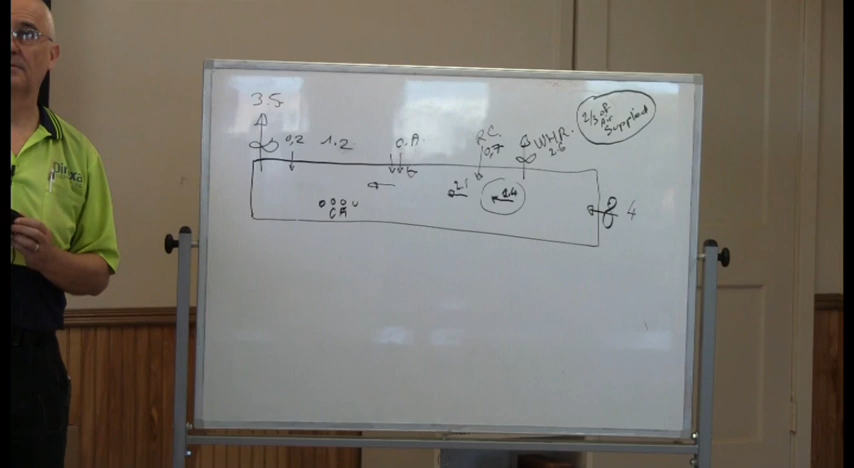 3.5
0,2
1.2
O.A.
R.C.
0,7
WHR.
2.6
2/3 of
Air
Supplied
2.1
1.4
4